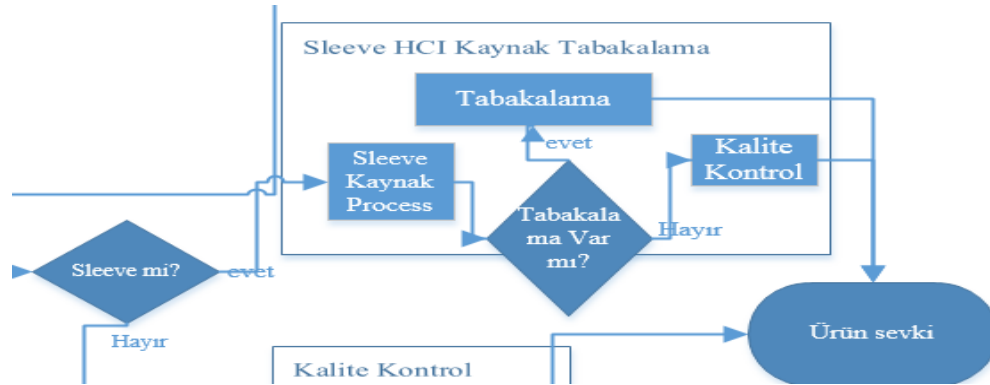 Sleeve HCI Kaynak Tabakalama
Tabakalama
evet
Sleeve
Kaynak
Process
Kalite
Kontrol
Tabakala
ma Var
mı?
Hayır
Sleeve mi?
evet
Hayır
Ürün sevki
Kalite Kontrol